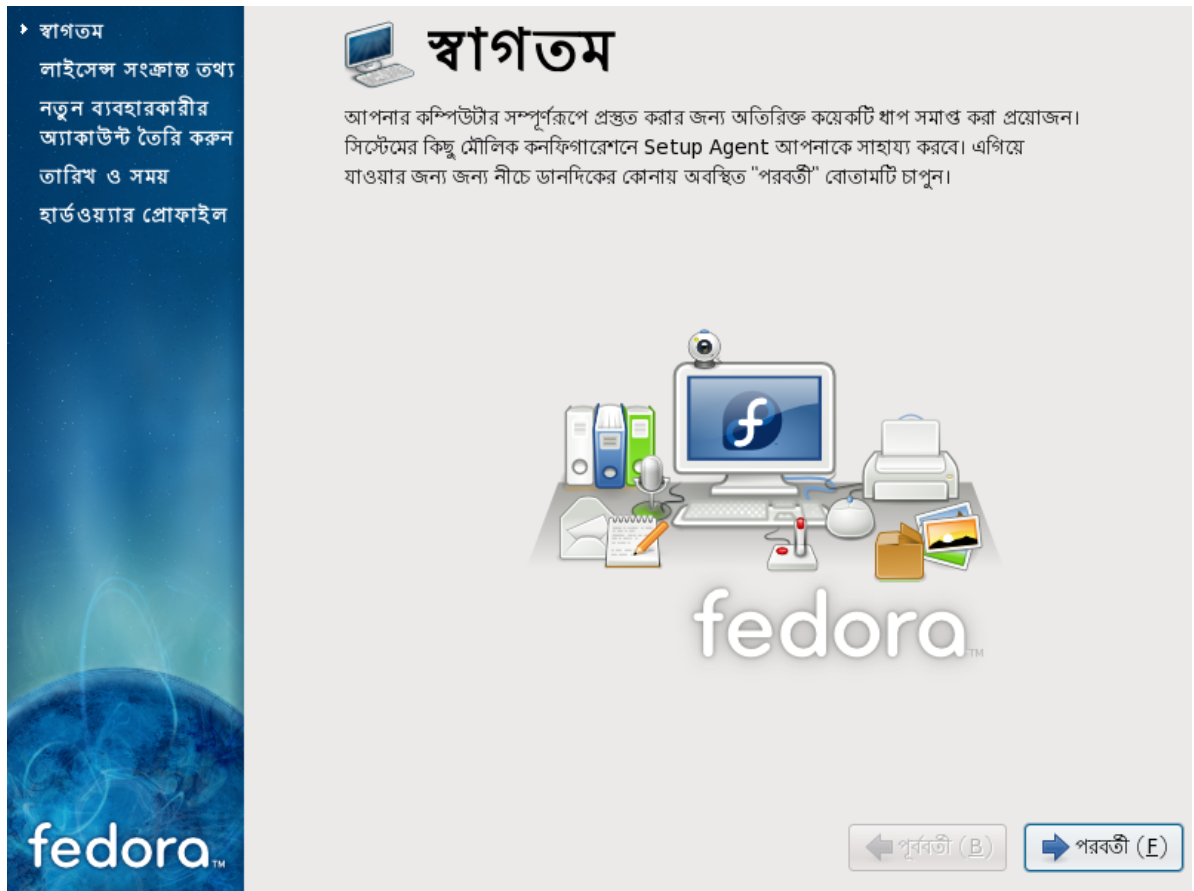 স্বাগতম
লাইসেন্স সংক্রান্ত তথ্য
নতুন ব্যবহারকারীর
অ্যাকাউন্ট তৈরি করুন
তারিখ ও সময়
হার্ডওয়্যার প্রোফাইল
fedora™
স্বাগতম
আপনার কম্পিউটার সম্পূর্ণরূপে প্রস্তুত করার জন্য অতিরিক্ত কয়েকটি ধাপ সমাপ্ত করা প্রয়োজন।
সিস্টেমের কিছু মৌলিক কনফিগারেশনে Setup Agent আপনাকে সাহায্য করবে। এগিয়ে
যাওয়ার জন্য জন্য নীচে ডানদিকের কোনায় অবস্থিত "পরবর্তী" বোতামটি চাপুন।
fedora™
পূর্ববর্তী (B)
পরবর্তী (F)